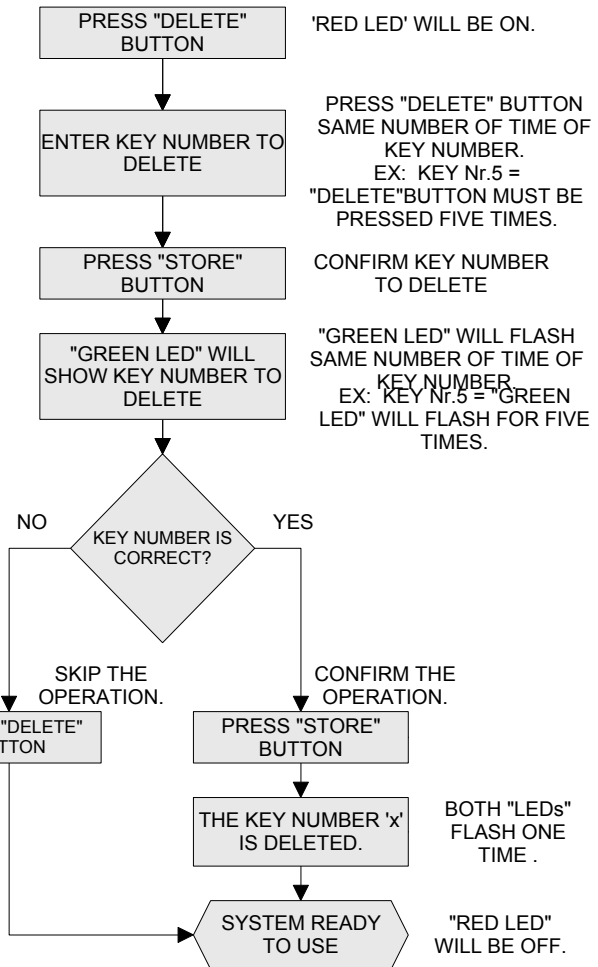 PRESS "DELETE"
BUTTON
'RED LED' WILL BE ON.
ENTER KEY NUMBER TO
DELETE
PRESS "DELETE" BUTTON
SAME NUMBER OF TIME OF
KEY NUMBER.
EX: KEY Nr.5 =
"DELETE"BUTTON MUST BE
PRESSED FIVE TIMES.
PRESS "STORE"
BUTTON
CONFIRM KEY NUMBER
TO DELETE
"GREEN LED" WILL
SHOW KEY NUMBER TO
DELETE
"GREEN LED" WILL FLASH
SAME NUMBER OF TIME OF
KEY NUMBER.
EX: KEY Nr.5 = "GREEN
LED" WILL FLASH FOR FIVE
TIMES.
NO
KEY NUMBER IS
CORRECT?
YES
SKIP THE
OPERATION.
"DELETE"
TTON
CONFIRM THE
OPERATION.
PRESS "STORE"
BUTTON
THE KEY NUMBER 'x'
IS DELETED.
BOTH "LEDs"
FLASH ONE
TIME .
SYSTEM READY
TO USE
"RED LED"
WILL BE OFF.